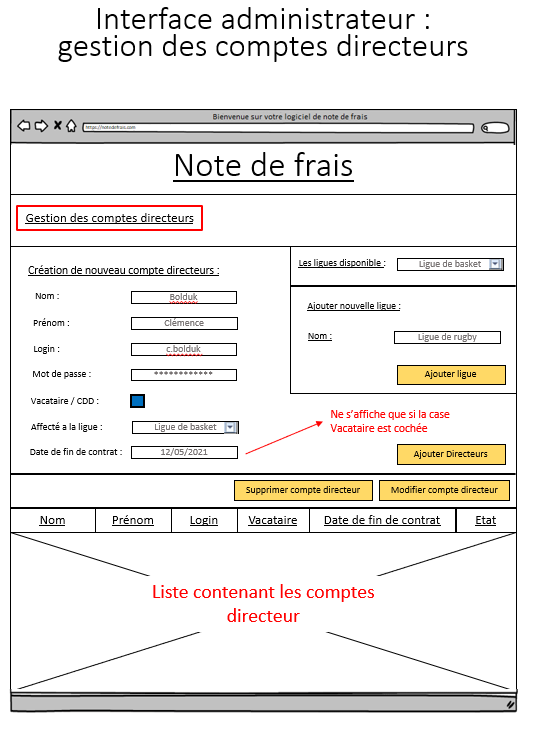 Interface administrateur :
gestion des comptes directeurs
Bienvenue sur votre logiciel de note de frais
https://notedefrais.com
Note de frais
Gestion des comptes directeurs
Création de nouveau compte directeurs :
Nom : Bolduk
Prénom : Clémence
Login : c.bolduk
Mot de passe : ************
Vacataire / CDD :
Affecté a la ligue : Ligue de basket
Date de fin de contrat : 12/05/2021
Les ligues disponible : Ligue de basket
Ajouter nouvelle ligue :
Nom : Ligue de rugby
Ajouter ligue
Ne s’affiche que si la case
Vacataire est cochée
Ajouter Directeurs
Supprimer compte directeur Modifier compte directeur
Nom Prénom Login Vacataire Date de fin de contrat Etat
Liste contenant les comptes
directeur